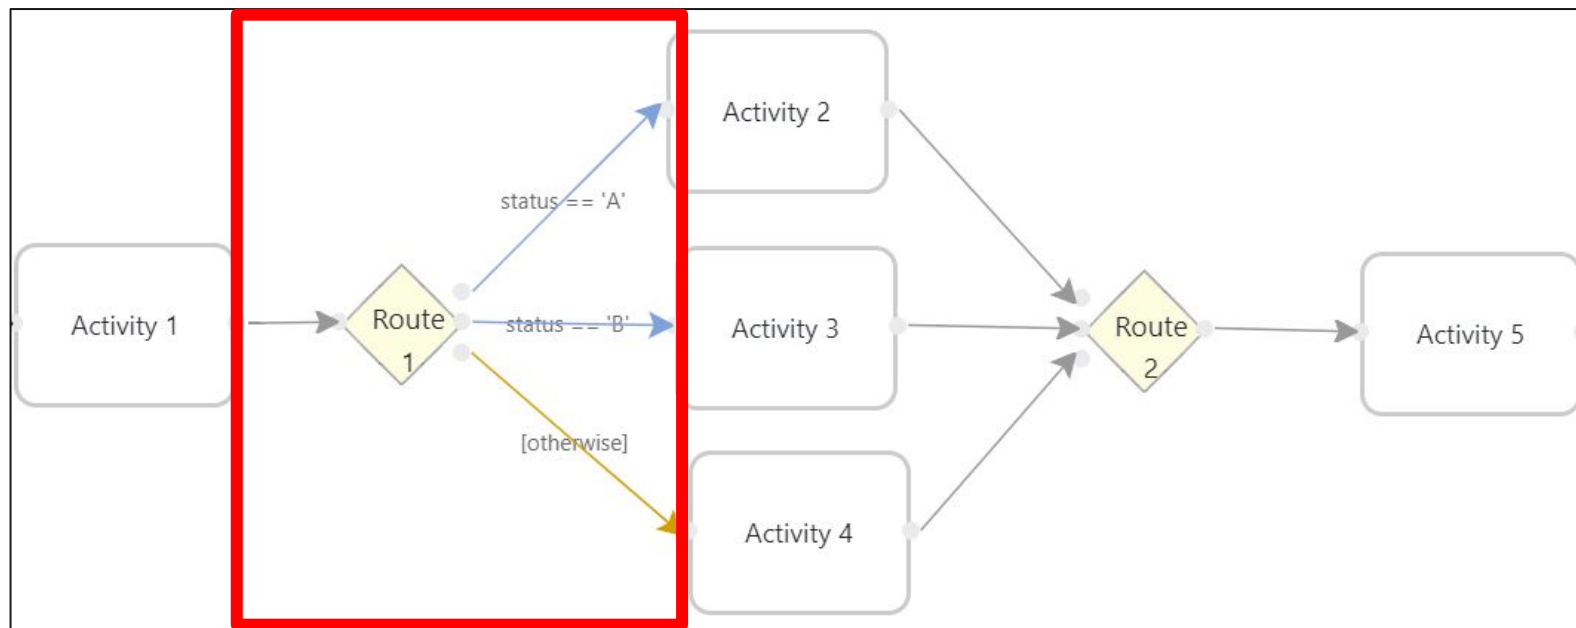 Activity 1
Route
1
status == 'A'
status == 'B'
[otherwise]
Activity 2
Activity 3
Activity 4
Route
2
Activity 5